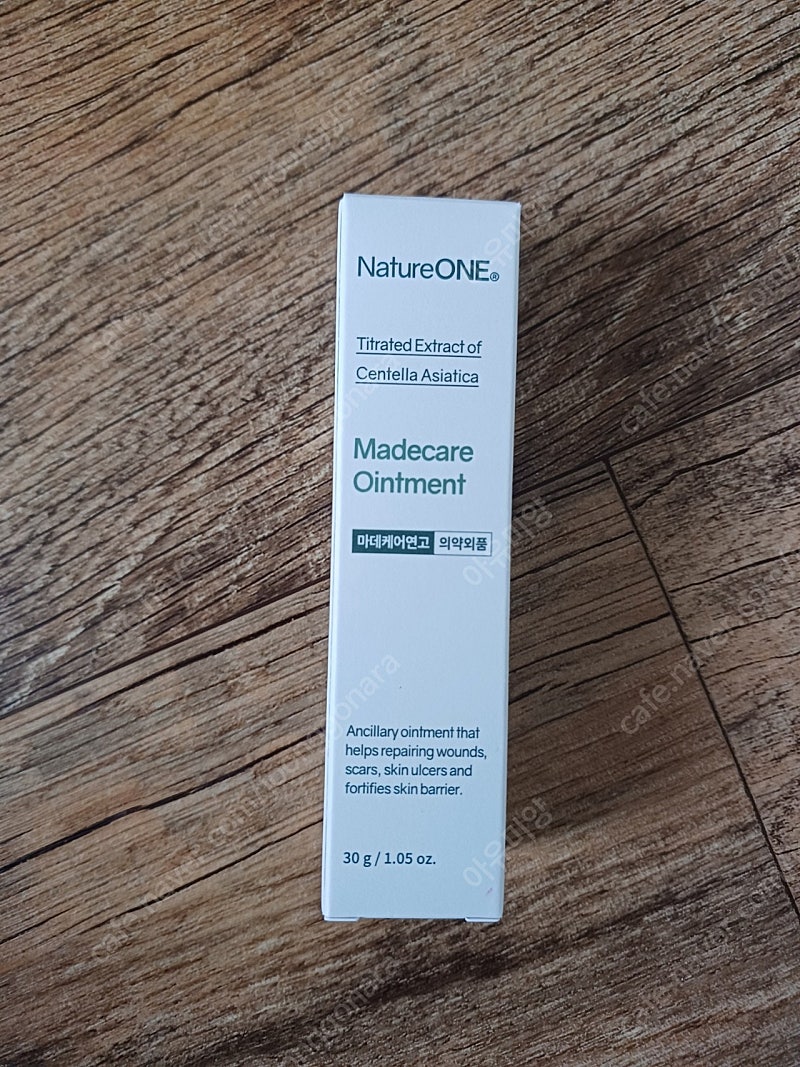 NatureONE®
Titrated Extract of
Centella Asiatica
Madecare
Ointment
마데케어연고 의약외품
Ancillary ointment that
helps repairing wounds,
scars, skin ulcers and
fortifies skin barrier.
30 g / 1.05 oz.